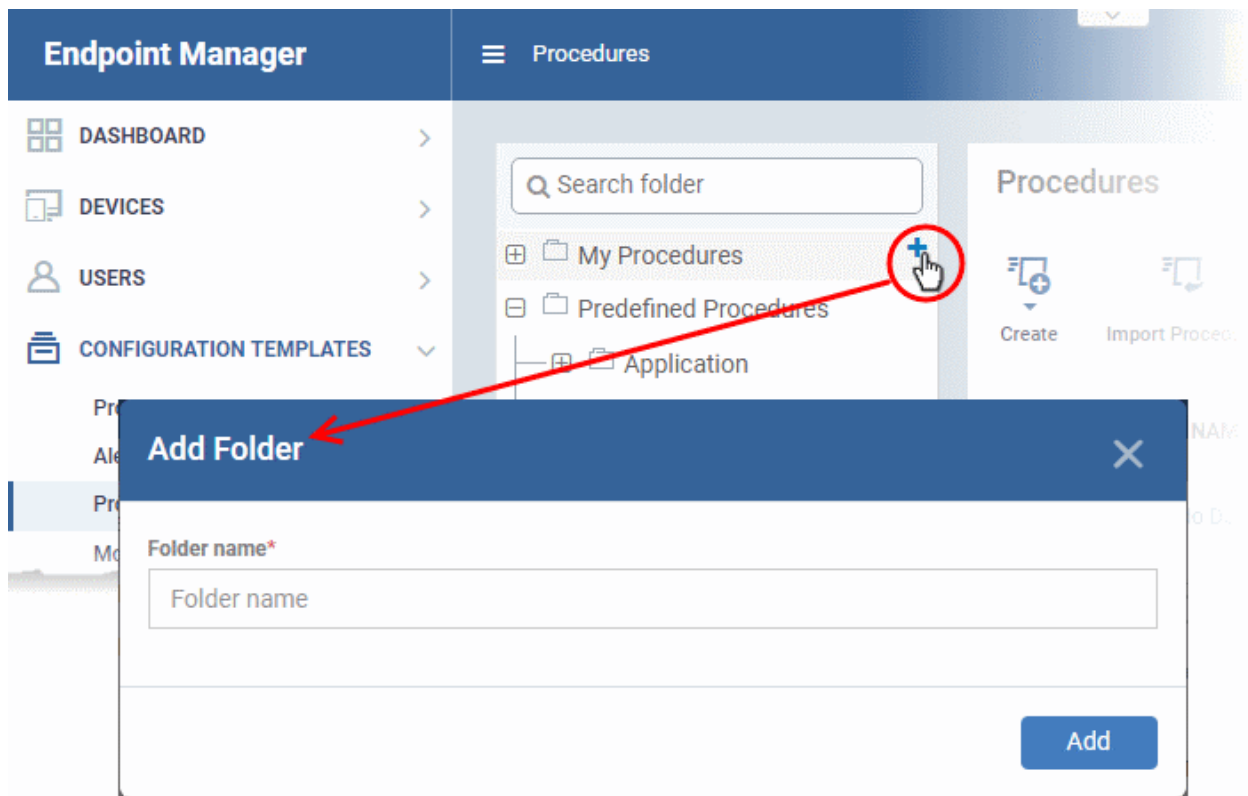 Endpoint Manager
Procedures
DASHBOARD
DEVICES
USERS
CONFIGURATION TEMPLATES
Search folder
My Procedures
Predefined Procedures
Application
Procedures
Create
Import
Add Folder
Folder name*
Folder name
Add